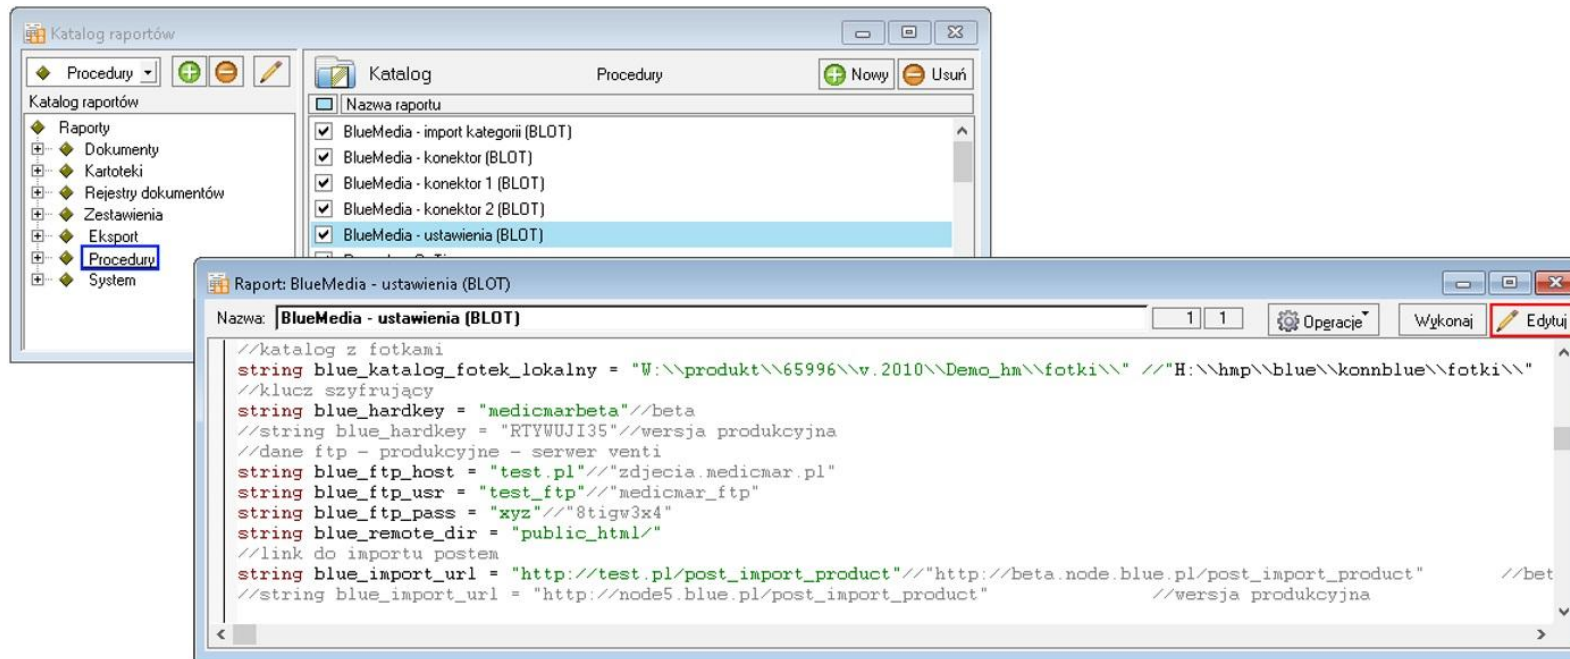 Katalog raportów
Procedury
Katalog raportów
Raporty
Dokumenty
Kartoteki
Rejestry dokumentów
Zestawienia
Eksport
Procedury
System
Katalog Procedury Nowy Usuń
Nazwa raportu
BlueMedia - import kategorii (BLOT)
BlueMedia - konektor (BLOT)
BlueMedia - konektor 1 (BLOT)
BlueMedia - konektor 2 (BLOT)
BlueMedia - ustawienia (BLOT)
Raport: BlueMedia - ustawienia (BLOT)
Nazwa: BlueMedia - ustawienia (BLOT) 1 1 Operacje Wykonaj Edytuj
//katalog z fotkami
string blue_katalog_fotek_lokalny = "W:\\produkt\\65996\\v.2010\\Demo_hm\\fotki\\" //"H:\\hmp\\blue\\konnblue\\fotki\\"
//klucz szyfrujący
string blue_hardkey = "medicmarbeta"//beta
//string blue_hardkey = "RTYWUJI35"//wersja produkcyjna
//dane ftp - produkcyjne - serwer venti
string blue_ftp_host = "test.pl"//"zdjecia.medicmar.pl"
string blue_ftp_usr = "test_ftp"//"medicmar_ftp"
string blue_ftp_pass = "xyz"//"8tigw3x4"
string blue_remote_dir = "public_html/"
//link do importu postem
string blue_import_url = "http://test.pl/post_import_product"//"http://beta.node.blue.pl/post_import_product" //bet
//string blue_import_url = "http://node5.blue.pl/post_import_product" //wersja produkcyjna